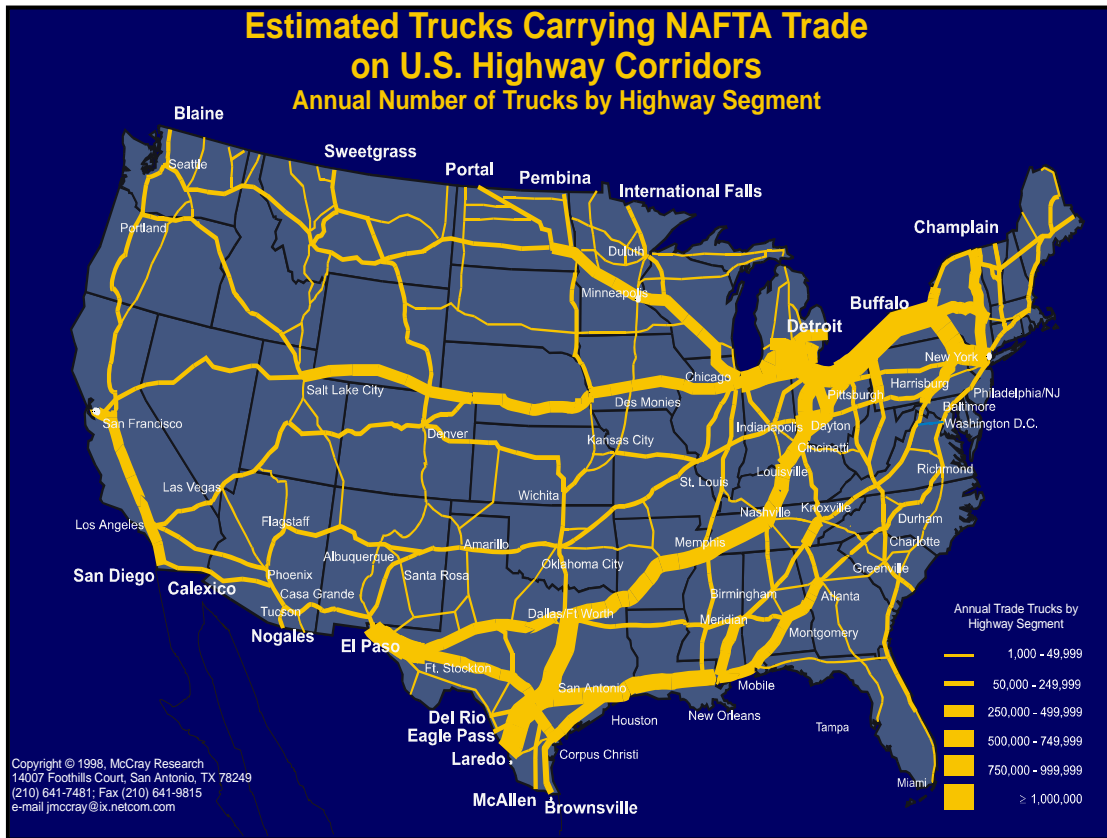 Estimated Trucks Carrying NAFTA Trade
on U.S. Highway Corridors
Annual Number of Trucks by Highway Segment
Blaine
Sweetgrass
Portal
Pembina
International Falls
Seattle
Champlain
Portland
Duluth
Minneapolis
Buffalo
Detroit
New York
Chicago
Salt Lake City
Harrisburg
Pittsburgh
Philadelphia/NJ
Des Monies
Baltimore
San Francisco
Indianapolis
Dayton
Washington D.C.
Denver
Kansas City
Cincinatti
Louisville
Richmond
St. Louis
Las Vegas
Wichita
Nashville
Knoxville
Los Angeles
Flagstaff
Durham
Albuquerque
Amarillo
Memphis
Charlotte
Oklahoma City
Greenville
San Diego
Calexico
Phoenix
Santa Rosa
Casa Grande
Birmingham
Atlanta
Tucson
Dallas/Ft Worth
Meridian
Nogales
El Paso
Montgomery
Ft. Stockton
San Antonio
Mobile
Houston
New Orleans
Del Rio
Tampa
Eagle Pass
Laredo
Corpus Christi
Miami
McAllen
Brownsville
Annual Trade Trucks by
Highway Segment
1,000 - 49,999
50,000 - 249,999
250,000 - 499,999
500,000 - 749,999
750,000 - 999,999
≥ 1,000,000
Copyright © 1998, McCray Research
14007 Foothills Court, San Antonio, TX 78249
(210) 641-7481; Fax (210) 641-9815
e-mail jmccray@ix.netcom.com